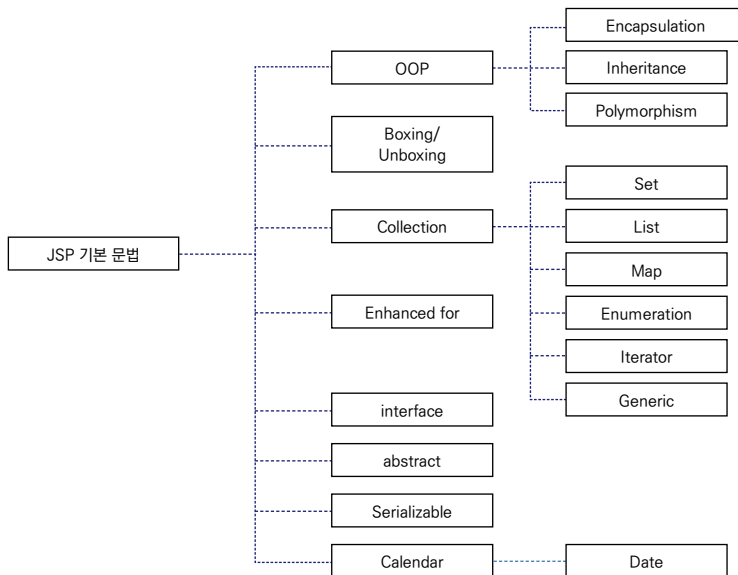 JSP 기본 문법
OOP
Encapsulation
Inheritance
Polymorphism
Boxing/
Unboxing
Collection
Set
List
Map
Enumeration
Iterator
Generic
Enhanced for
interface
abstract
Serializable
Calendar
Date